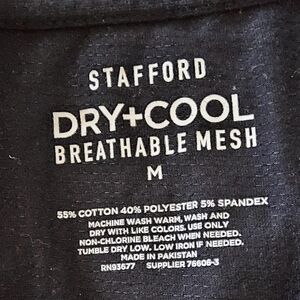 STAFFORD
DRY+COOL
BREATHABLE MESH
M
55% COTTON 40% POLYESTER 5% SPANDEX
MACHINE WASH WARM, WASH AND
DRY WITH LIKE COLORS. USE ONLY
NON-CHLORINE BLEACH WHEN NEEDED.
TUMBLE DRY LOW. LOW IRON IF NEEDED.
MADE IN PAKISTAN
RN93677 SUPPLIER 76606-3